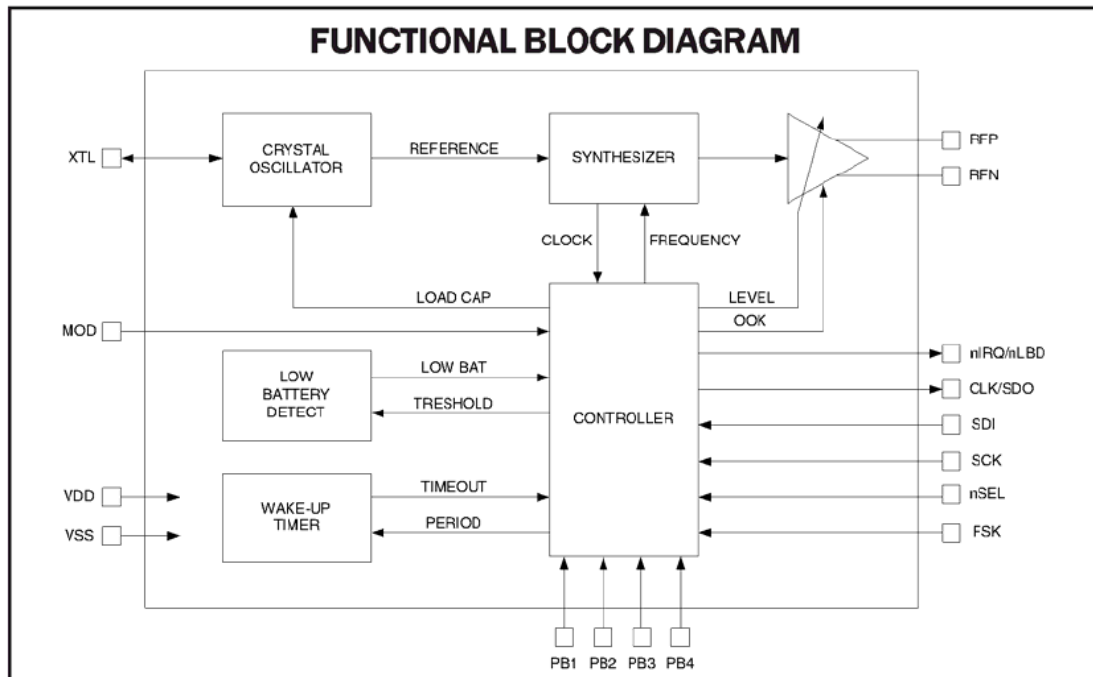 FUNCTIONAL BLOCK DIAGRAM
XTL
CRYSTAL
OSCILLATOR
REFERENCE
SYNTHESIZER
RFP
RFN
CLOCK
FREQUENCY
LOAD CAP
LEVEL
OOK
MOD
LOW
BATTERY
DETECT
LOW BAT
TRESHOLD
CONTROLLER
nIRQ/nLBD
CLK/SDO
SDI
SCK
nSEL
FSK
VDD
VSS
WAKE-UP
TIMER
TIMEOUT
PERIOD
PB1 PB2 PB3 PB4